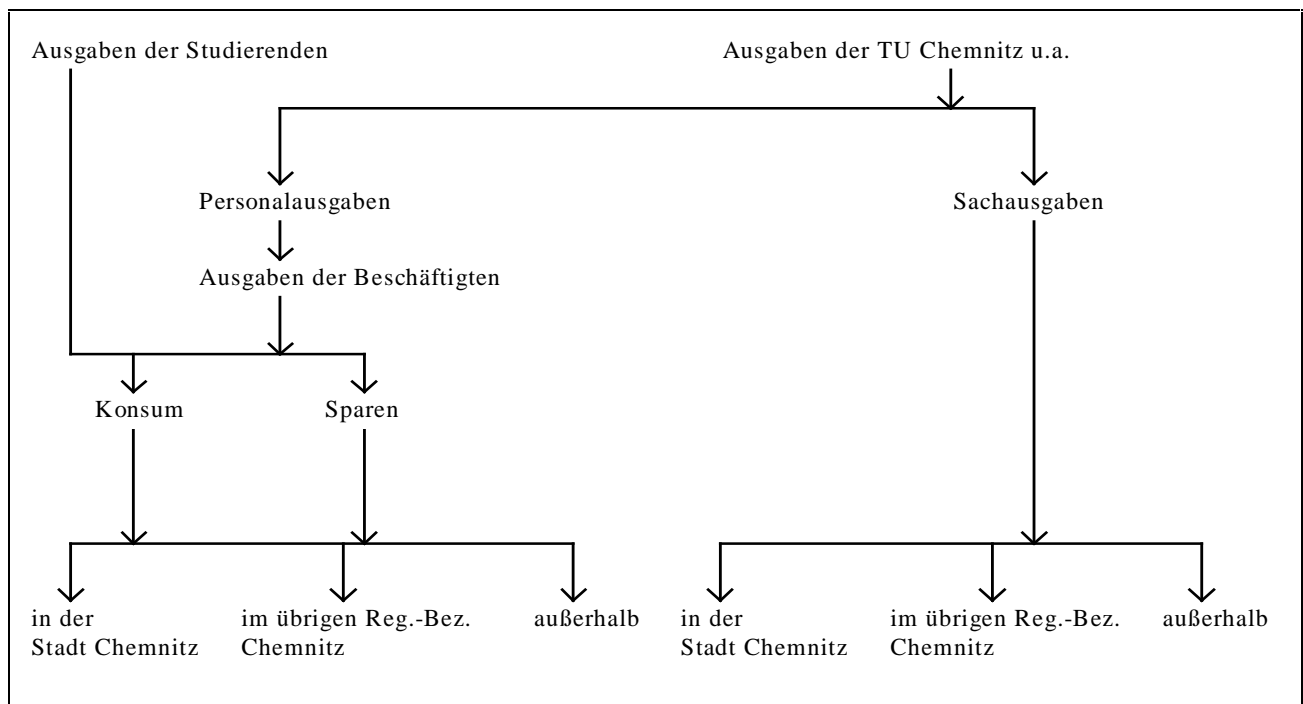 Ausgaben der Studierenden
Ausgaben der TU Chemnitz u.a.
Personalausgaben
Sachausgaben
Ausgaben der Beschäftigten
Konsum
Sparen
in der
Stadt Chemnitz
im übrigen Reg.-Bez.
Chemnitz
außerhalb
in der
Stadt Chemnitz
im übrigen Reg.-Bez.
Chemnitz
außerhalb